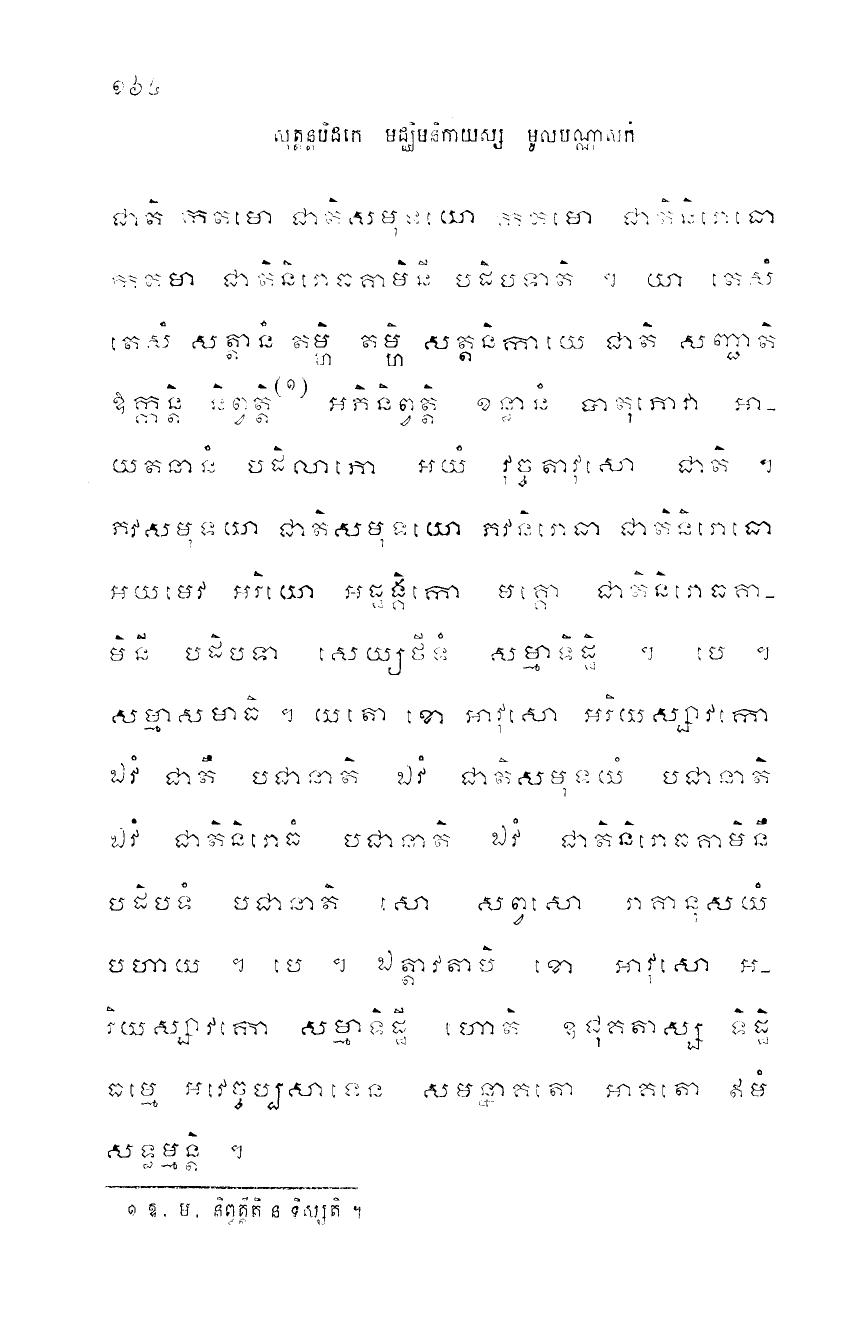 ១៦៤
សុត្តន្តបិដកេ មជ្ឈិមនិកាយស្ស មូលបណ្ណាសកំ
ជាតិ កតមោ ជាតិសមុទយោ កតមោ ជាតិនិរោធោ
កតមា ជាតិនិរោធគាមិនី បដិបទាតិ ។ យា តេសំ
តេសំ សត្តានំ តម្ហិ តម្ហិ សត្តនិកាយេ ជាតិ សញ្ជាតិ
ឱក្កន្តិ និព្វត្តិ(១) អភិនិព្វត្តិ ខន្ធានំ បាតុភាវោ អា-
យតនានំ បដិលាភោ អយំ វុច្ចតាវុសោ ជាតិ ។
ភវសមុទយា ជាតិសមុទយោ ភវនិរោធា ជាតិនិរោធោ
អយមេវ អរិយោ អដ្ឋង្គិកោ មគ្គោ ជាតិនិរោធគា-
មិនី បដិបទា សេយ្យថីទំ សម្មាទិដ្ឋិ ។ បេ ។
សម្មាសមាធិ ។ យតោ ខោ អាវុសោ អរិយស្សាវកោ
ឯវំ ជាតឹ បជានាតិ ឯវំ ជាតិសមុទយំ បជានាតិ
ឯវំ ជាតិនិរោធំ បជានាតិ ឯវំ ជាតិនិរោធគាមិនឹ
បដិបទំ បជានាតិ សោ សព្វសោ រាគានុសយំ
បហាយ ។ បេ ។ ឯត្តាវតាបិ ខោ អាវុសោ អ-
រិយស្សាវកោ សម្មាទិដ្ឋី ហោតិ ឧជុកតាស្ស ទិដ្ឋិ
ធម្មេ អវេច្ចប្បសាទេន សមន្នាគតោ អាគតោ ឥមំ
សទ្ធម្មន្តិ ។
១ ឱ. ម. និព្វត្តីតិ ន ទិស្សតិ ។